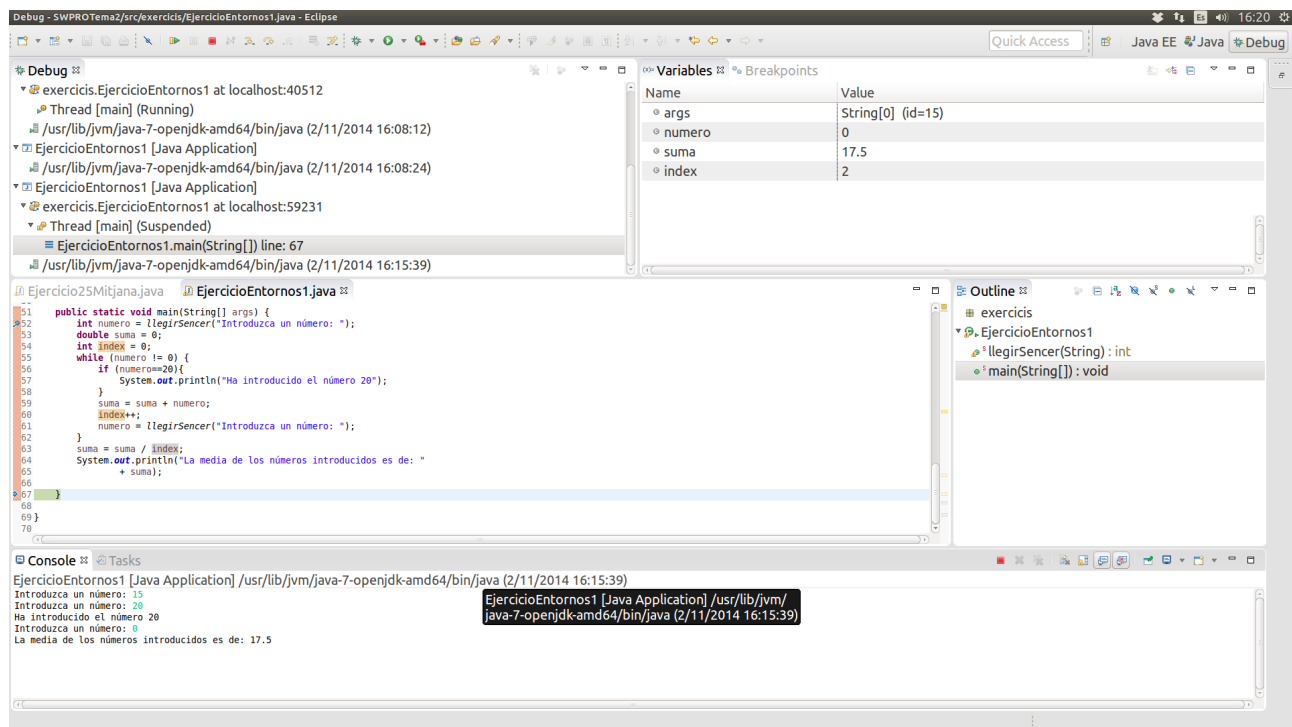 Debug - SWPROTema2/src/exercicis/EjercicioEntornos1.java - Eclipse
Es 16:20
Quick Access Java EE Java Debug
Debug
exercicis.EjercicioEntornos1 at localhost:40512
Thread [main] (Running)
/usr/lib/jvm/java-7-openjdk-amd64/bin/java (2/11/2014 16:08:12)
EjercicioEntornos1 [Java Application]
/usr/lib/jvm/java-7-openjdk-amd64/bin/java (2/11/2014 16:08:24)
EjercicioEntornos1 [Java Application]
exercicis.EjercicioEntornos1 at localhost:59231
Thread [main] (Suspended)
EjercicioEntornos1.main(String[]) line: 67
/usr/lib/jvm/java-7-openjdk-amd64/bin/java (2/11/2014 16:15:39)
Variables Breakpoints
Name Value
args String[0] (id=15)
numero 0
suma 17.5
index 2
Ejercicio25Mitjana.java EjercicioEntornos1.java
51 public static void main(String[] args) {
52 int numero = llegirSencer("Introduzca un número: ");
53 double suma = 0;
54 int index = 0;
55 while (numero != 0) {
56 if (numero==20){
57 System.out.println("Ha introducido el número 20");
58 }
59 suma = suma + numero;
60 index++;
61 numero = llegirSencer("Introduzca un número: ");
62 }
63 suma = suma / index;
64 System.out.println("La media de los números introducidos es de: "
65 + suma);
66
67 }
68
69 }
70
Outline
exercicis
EjercicioEntornos1
S llegirSencer(String) : int
S main(String[]) : void
Console Tasks
EjercicioEntornos1 [Java Application] /usr/lib/jvm/java-7-openjdk-amd64/bin/java (2/11/2014 16:15:39)
Introduzca un número: 15
Introduzca un número: 20
Ha introducido el número 20
Introduzca un número: 0
La media de los números introducidos es de: 17.5
EjercicioEntornos1 [Java Application] /usr/lib/jvm/
java-7-openjdk-amd64/bin/java (2/11/2014 16:15:39)